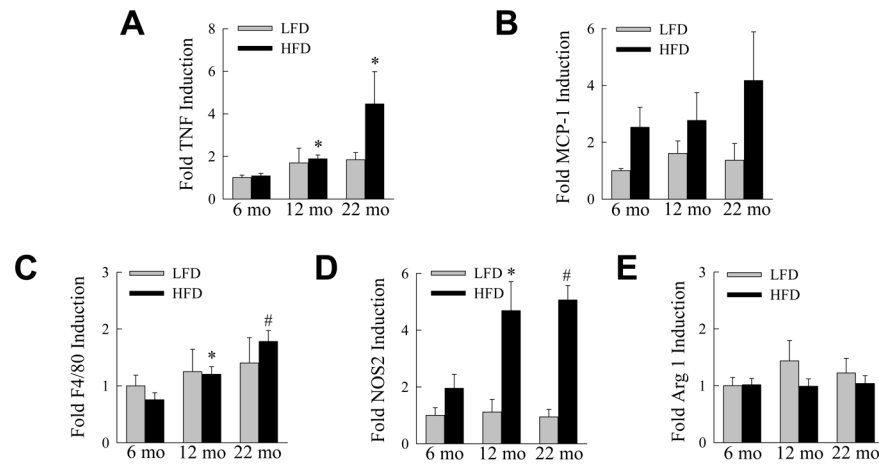 A
LFD
HFD
Fold TNF Induction
8
6
4
2
0
*
*
6 mo 12 mo 22 mo
B
LFD
HFD
Fold MCP-1 Induction
6
4
2
0
6 mo 12 mo 22 mo
C
LFD
HFD
Fold F4/80 Induction
3
2
1
0
*
#
6 mo 12 mo 22 mo
D
LFD
HFD
Fold NOS2 Induction
6
4
2
0
*
#
6 mo 12 mo 22 mo
E
LFD
HFD
Fold Arg 1 Induction
3
2
1
0
6 mo 12 mo 22 mo